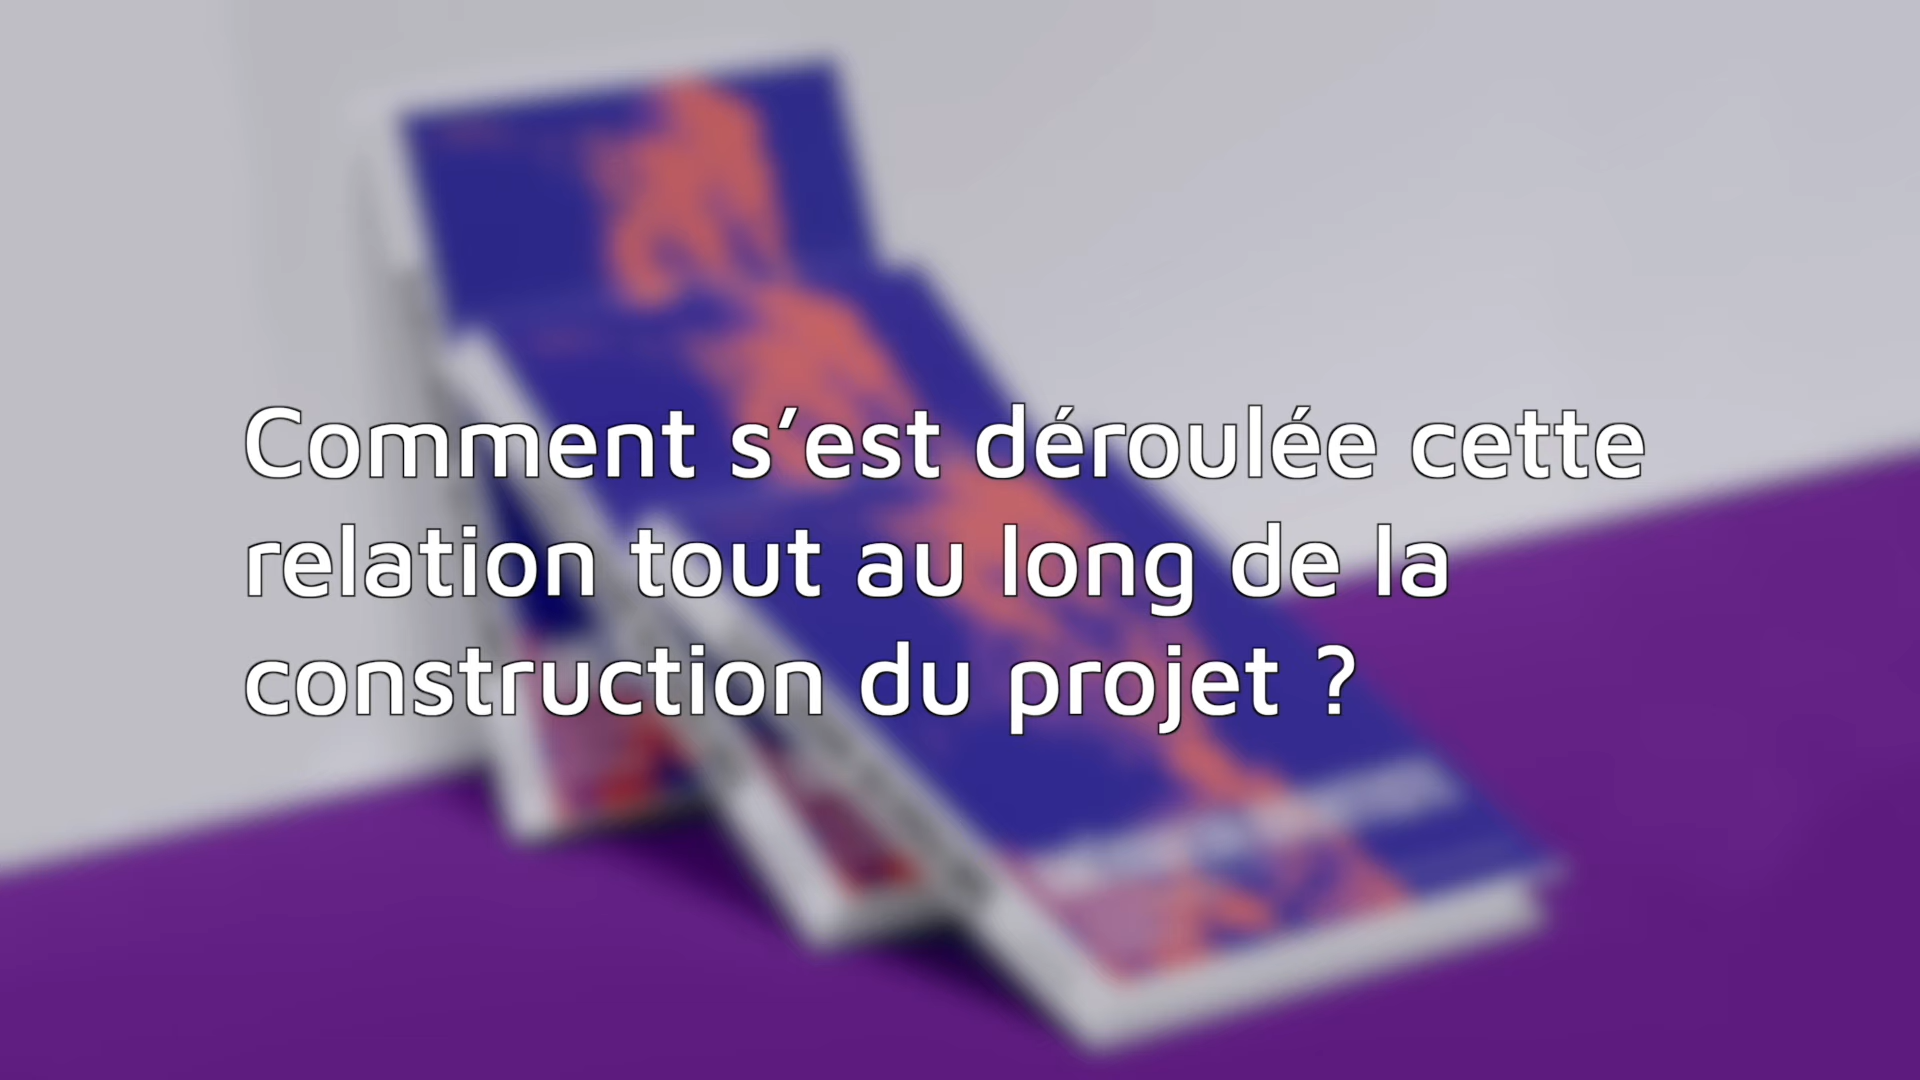 Comment s’est déroulée cette
relation tout au long de la
construction du projet ?